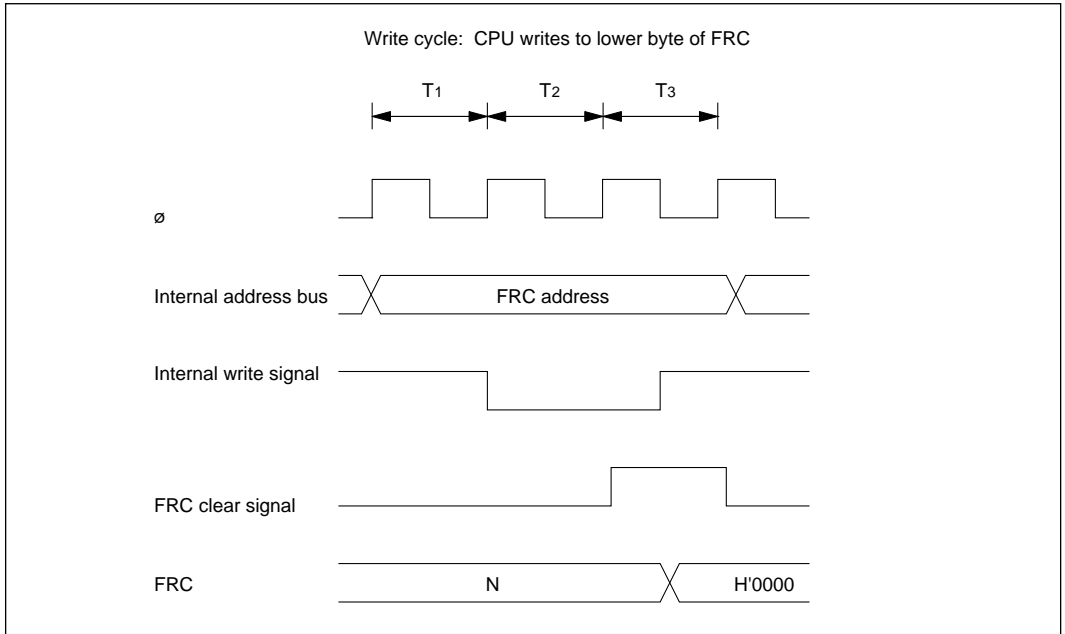 Write cycle: CPU writes to lower byte of FRC
T1 T2 T3
ø
Internal address bus FRC address
Internal write signal
FRC clear signal
FRC N H'0000